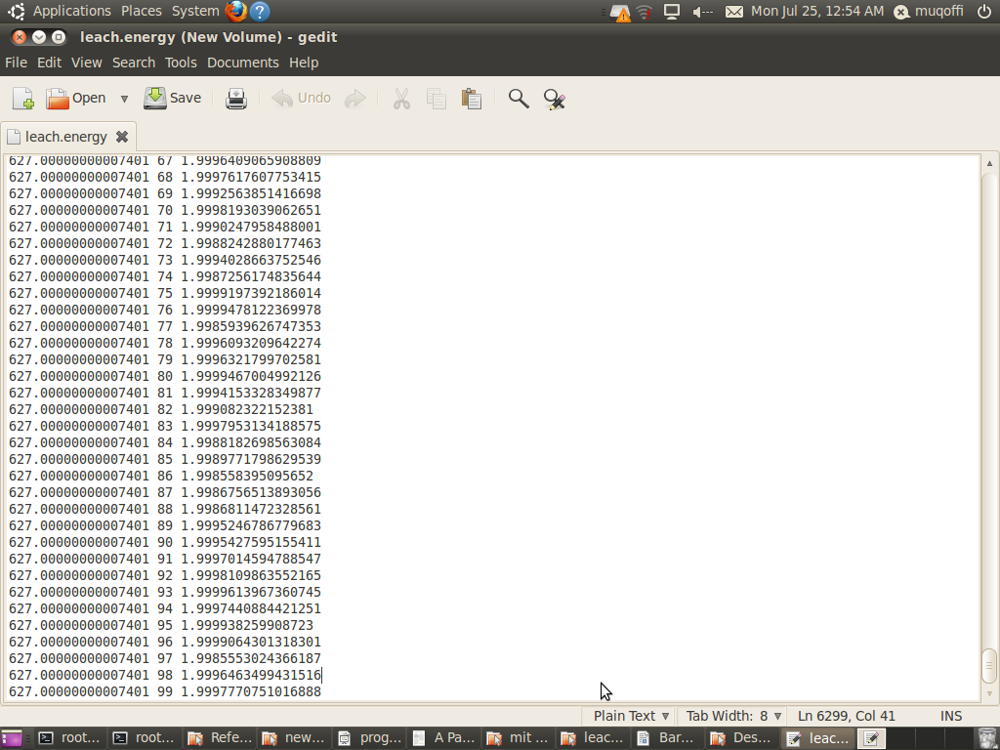 Applications Places System Mon Jul 25, 12:54 AM muqoffi
leach.energy (New Volume) - gedit
File Edit View Search Tools Documents Help
Open Save Undo
leach.energy
627.00000000007401 67 1.9996409065908809
627.00000000007401 68 1.9997617607753415
627.00000000007401 69 1.9992563851416698
627.00000000007401 70 1.9998193039062651
627.00000000007401 71 1.9990247958488001
627.00000000007401 72 1.9988242880177463
627.00000000007401 73 1.9994028663752546
627.00000000007401 74 1.9987256174835644
627.00000000007401 75 1.9999197392186014
627.00000000007401 76 1.9999478122369978
627.00000000007401 77 1.9985939626747353
627.00000000007401 78 1.9996093209642274
627.00000000007401 79 1.9996321799702581
627.00000000007401 80 1.9999467004992126
627.00000000007401 81 1.9994153328349877
627.00000000007401 82 1.999082322152381
627.00000000007401 83 1.9997953134188575
627.00000000007401 84 1.9988182698563084
627.00000000007401 85 1.9989771798629539
627.00000000007401 86 1.998558395095652
627.00000000007401 87 1.9986756513893056
627.00000000007401 88 1.9986811472328561
627.00000000007401 89 1.9995246786779683
627.00000000007401 90 1.9995427595155411
627.00000000007401 91 1.9997014594788547
627.00000000007401 92 1.9998109863552165
627.00000000007401 93 1.9999613967360745
627.00000000007401 94 1.9997440884421251
627.00000000007401 95 1.999938259908723
627.00000000007401 96 1.9999064301318301
627.00000000007401 97 1.9985553024366187
627.00000000007401 98 1.9996463499431516
627.00000000007401 99 1.9997770751016888
Plain Text Tab Width: 8 Ln 6299, Col 41 INS
root... root... Refe... new... prog... A Pa... mit ... leac... Bar... Des... leac...